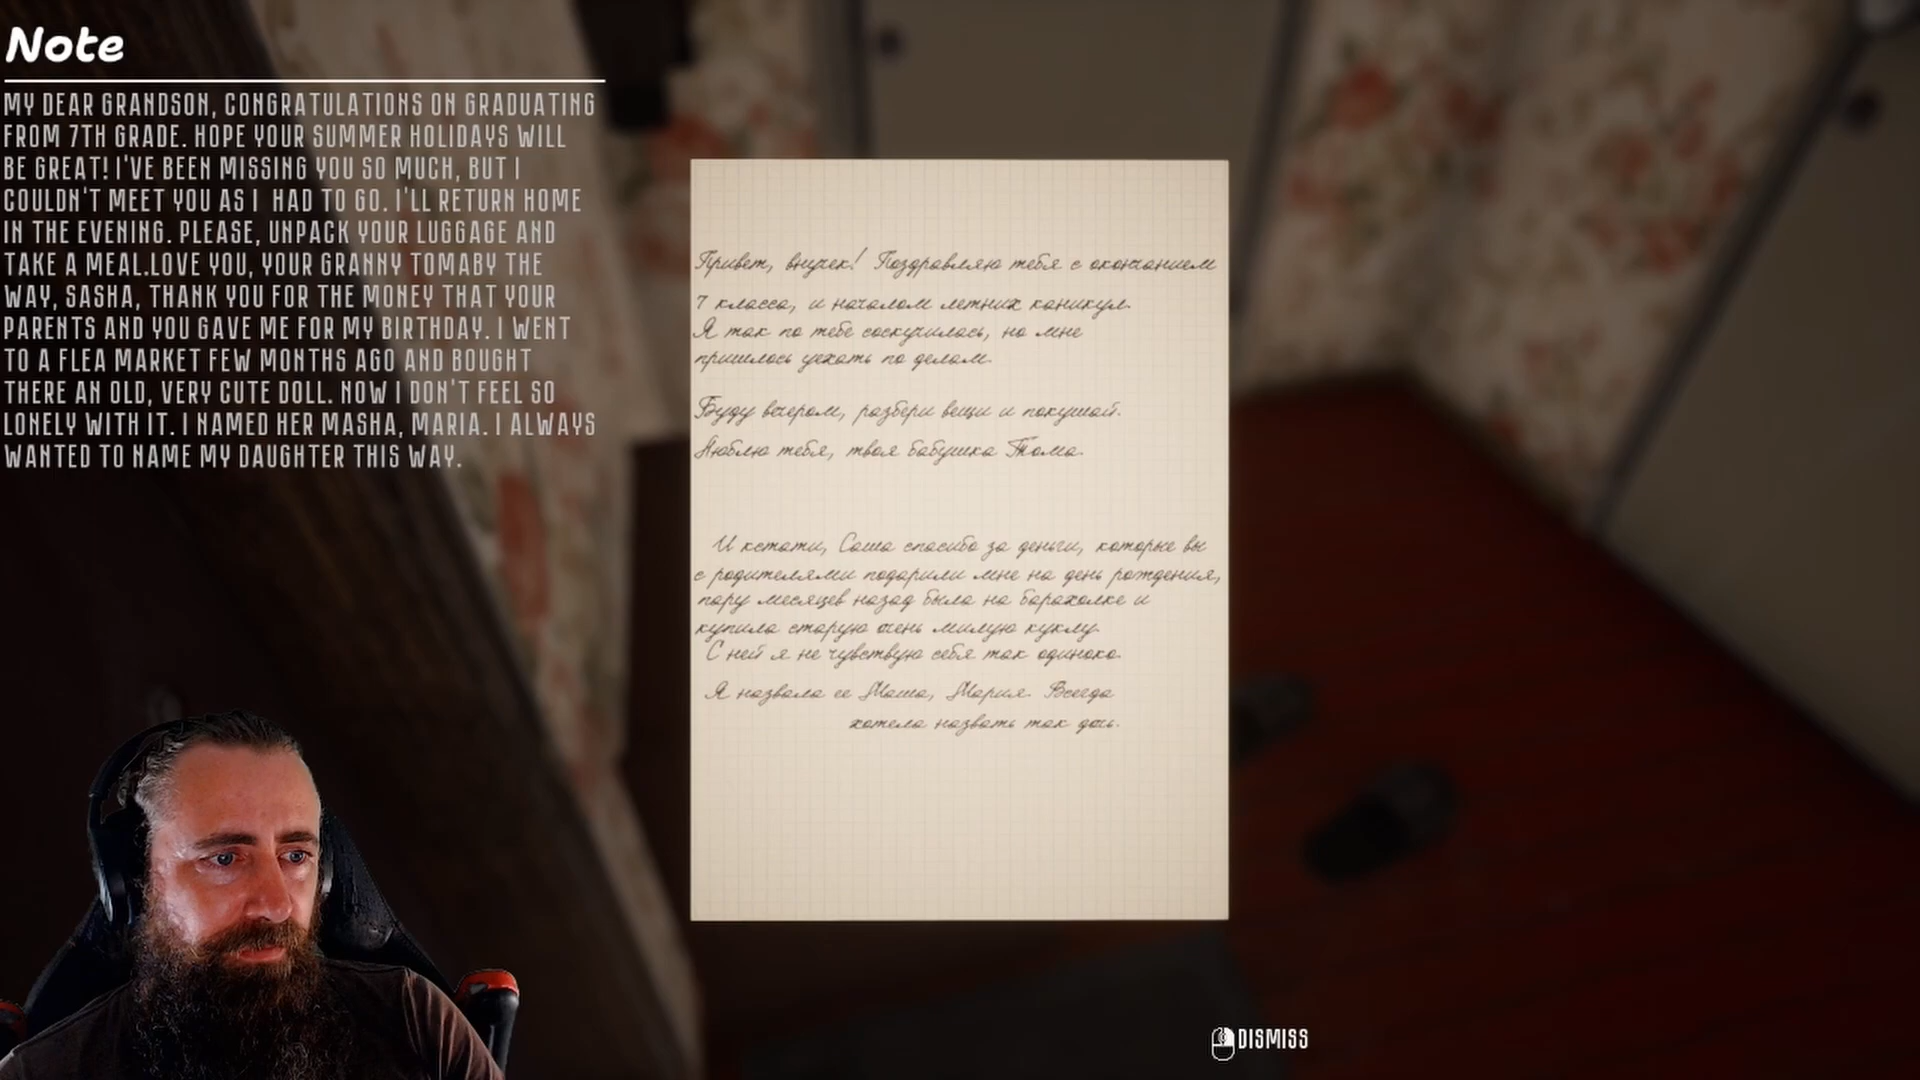 Note
MY DEAR GRANDSON, CONGRATULATIONS ON GRADUATING
FROM 7TH GRADE. HOPE YOUR SUMMER HOLIDAYS WILL
BE GREAT! I'VE BEEN MISSING YOU SO MUCH, BUT I
COULDN'T MEET YOU AS I HAD TO GO. I'LL RETURN HOME
IN THE EVENING. PLEASE, UNPACK YOUR LUGGAGE AND
TAKE A MEAL.LOVE YOU, YOUR GRANNY TOMABY THE
WAY, SASHA, THANK YOU FOR THE MONEY THAT YOUR
PARENTS AND YOU GAVE ME FOR MY BIRTHDAY. I WENT
TO A FLEA MARKET FEW MONTHS AGO AND BOUGHT
THERE AN OLD, VERY CUTE DOLL. NOW I DON'T FEEL SO
LONELY WITH IT. I NAMED HER MASHA, MARIA. I ALWAYS
WANTED TO NAME MY DAUGHTER THIS WAY.
Привет, внучек! Поздравляю тебя с окончанием
7 класса, и началом летних каникул.
Я так по тебе соскучилась, но мне
пришлось уехать по делам.
Буду вечером, разбери вещи и покушай.
Люблю тебя, твоя бабушка Тома.
И кстати, Саша спасибо за деньги, которые вы
с родителями подарили мне на день рождения,
пару месяцев назад была на барахолке и
купила старую очень милую куклу.
С ней я не чувствую себя так одиноко.
Я назвала ее Маша, Мария. Всегда
хотела назвать так дочь.
DISMISS